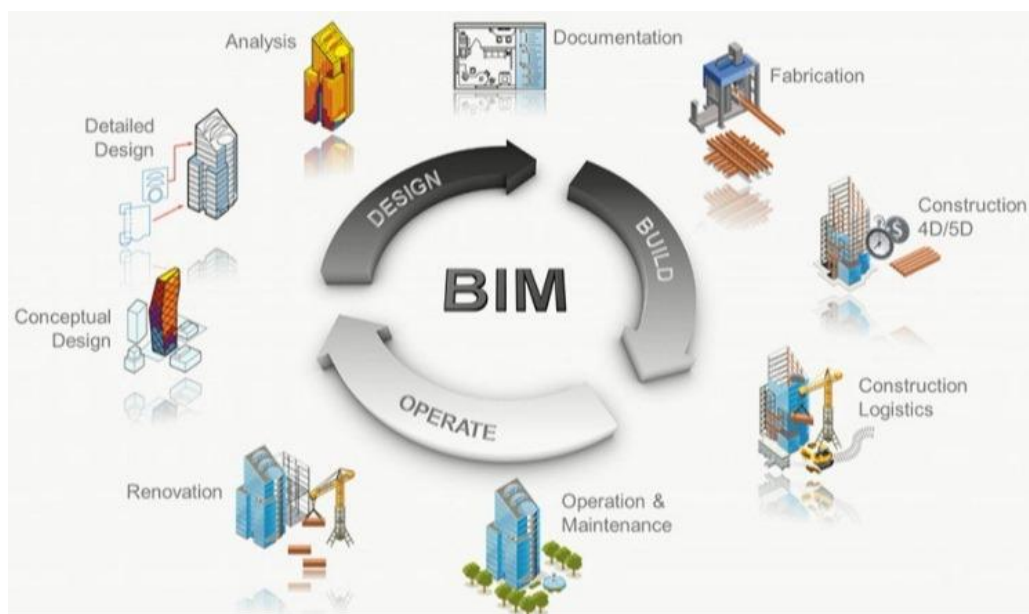 Analysis
Documentation
Fabrication
Detailed
Design
Construction
4D/5D
Conceptual
Design
Construction
Logistics
Renovation
Operation &
Maintenance
DESIGN
BUILD
OPERATE
BIM
$